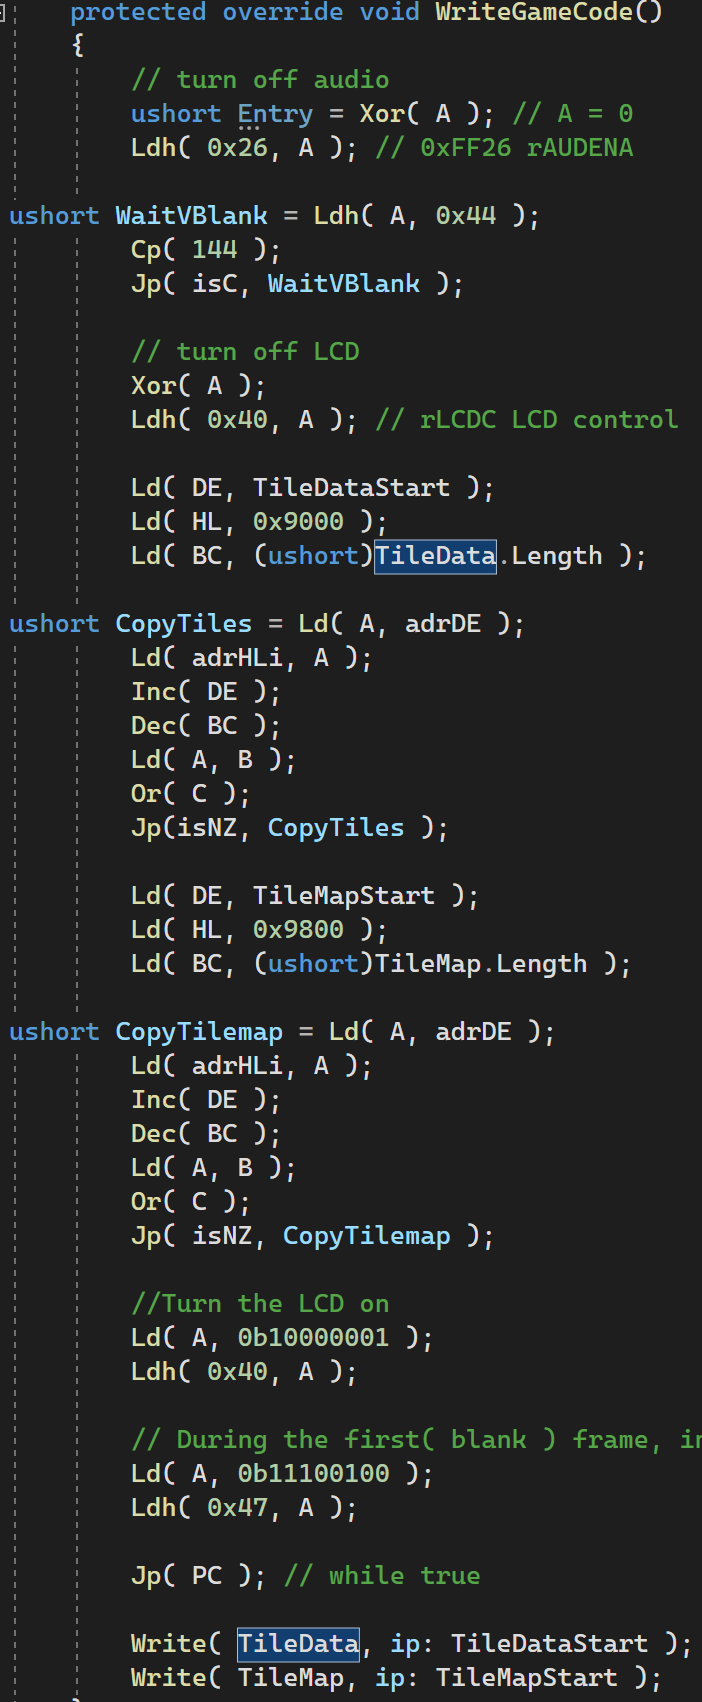 protected override void WriteGameCode()
{
// turn off audio
ushort Entry = Xor( A ); // A = 0
Ldh( 0x26, A ); // 0xFF26 rAUDENA
ushort WaitVBlank = Ldh( A, 0x44 );
Cp( 144 );
Jp( isC, WaitVBlank );
// turn off LCD
Xor( A );
Ldh( 0x40, A ); // rLCDC LCD control
Ld( DE, TileDataStart );
Ld( HL, 0x9000 );
Ld( BC, (ushort)TileData.Length );
ushort CopyTiles = Ld( A, adrDE );
Ld( adrHLi, A );
Inc( DE );
Dec( BC );
Ld( A, B );
Or( C );
Jp(isNZ, CopyTiles );
Ld( DE, TileMapStart );
Ld( HL, 0x9800 );
Ld( BC, (ushort)TileMap.Length );
ushort CopyTilemap = Ld( A, adrDE );
Ld( adrHLi, A );
Inc( DE );
Dec( BC );
Ld( A, B );
Or( C );
Jp( isNZ, CopyTilemap );
//Turn the LCD on
Ld( A, 0b10000001 );
Ldh( 0x40, A );
// During the first( blank ) frame,
Ld( A, 0b11100100 );
Ldh( 0x47, A );
Jp( PC ); // while true
Write( TileData, ip: TileDataStart );
Write( TileMap, ip: TileMapStart );